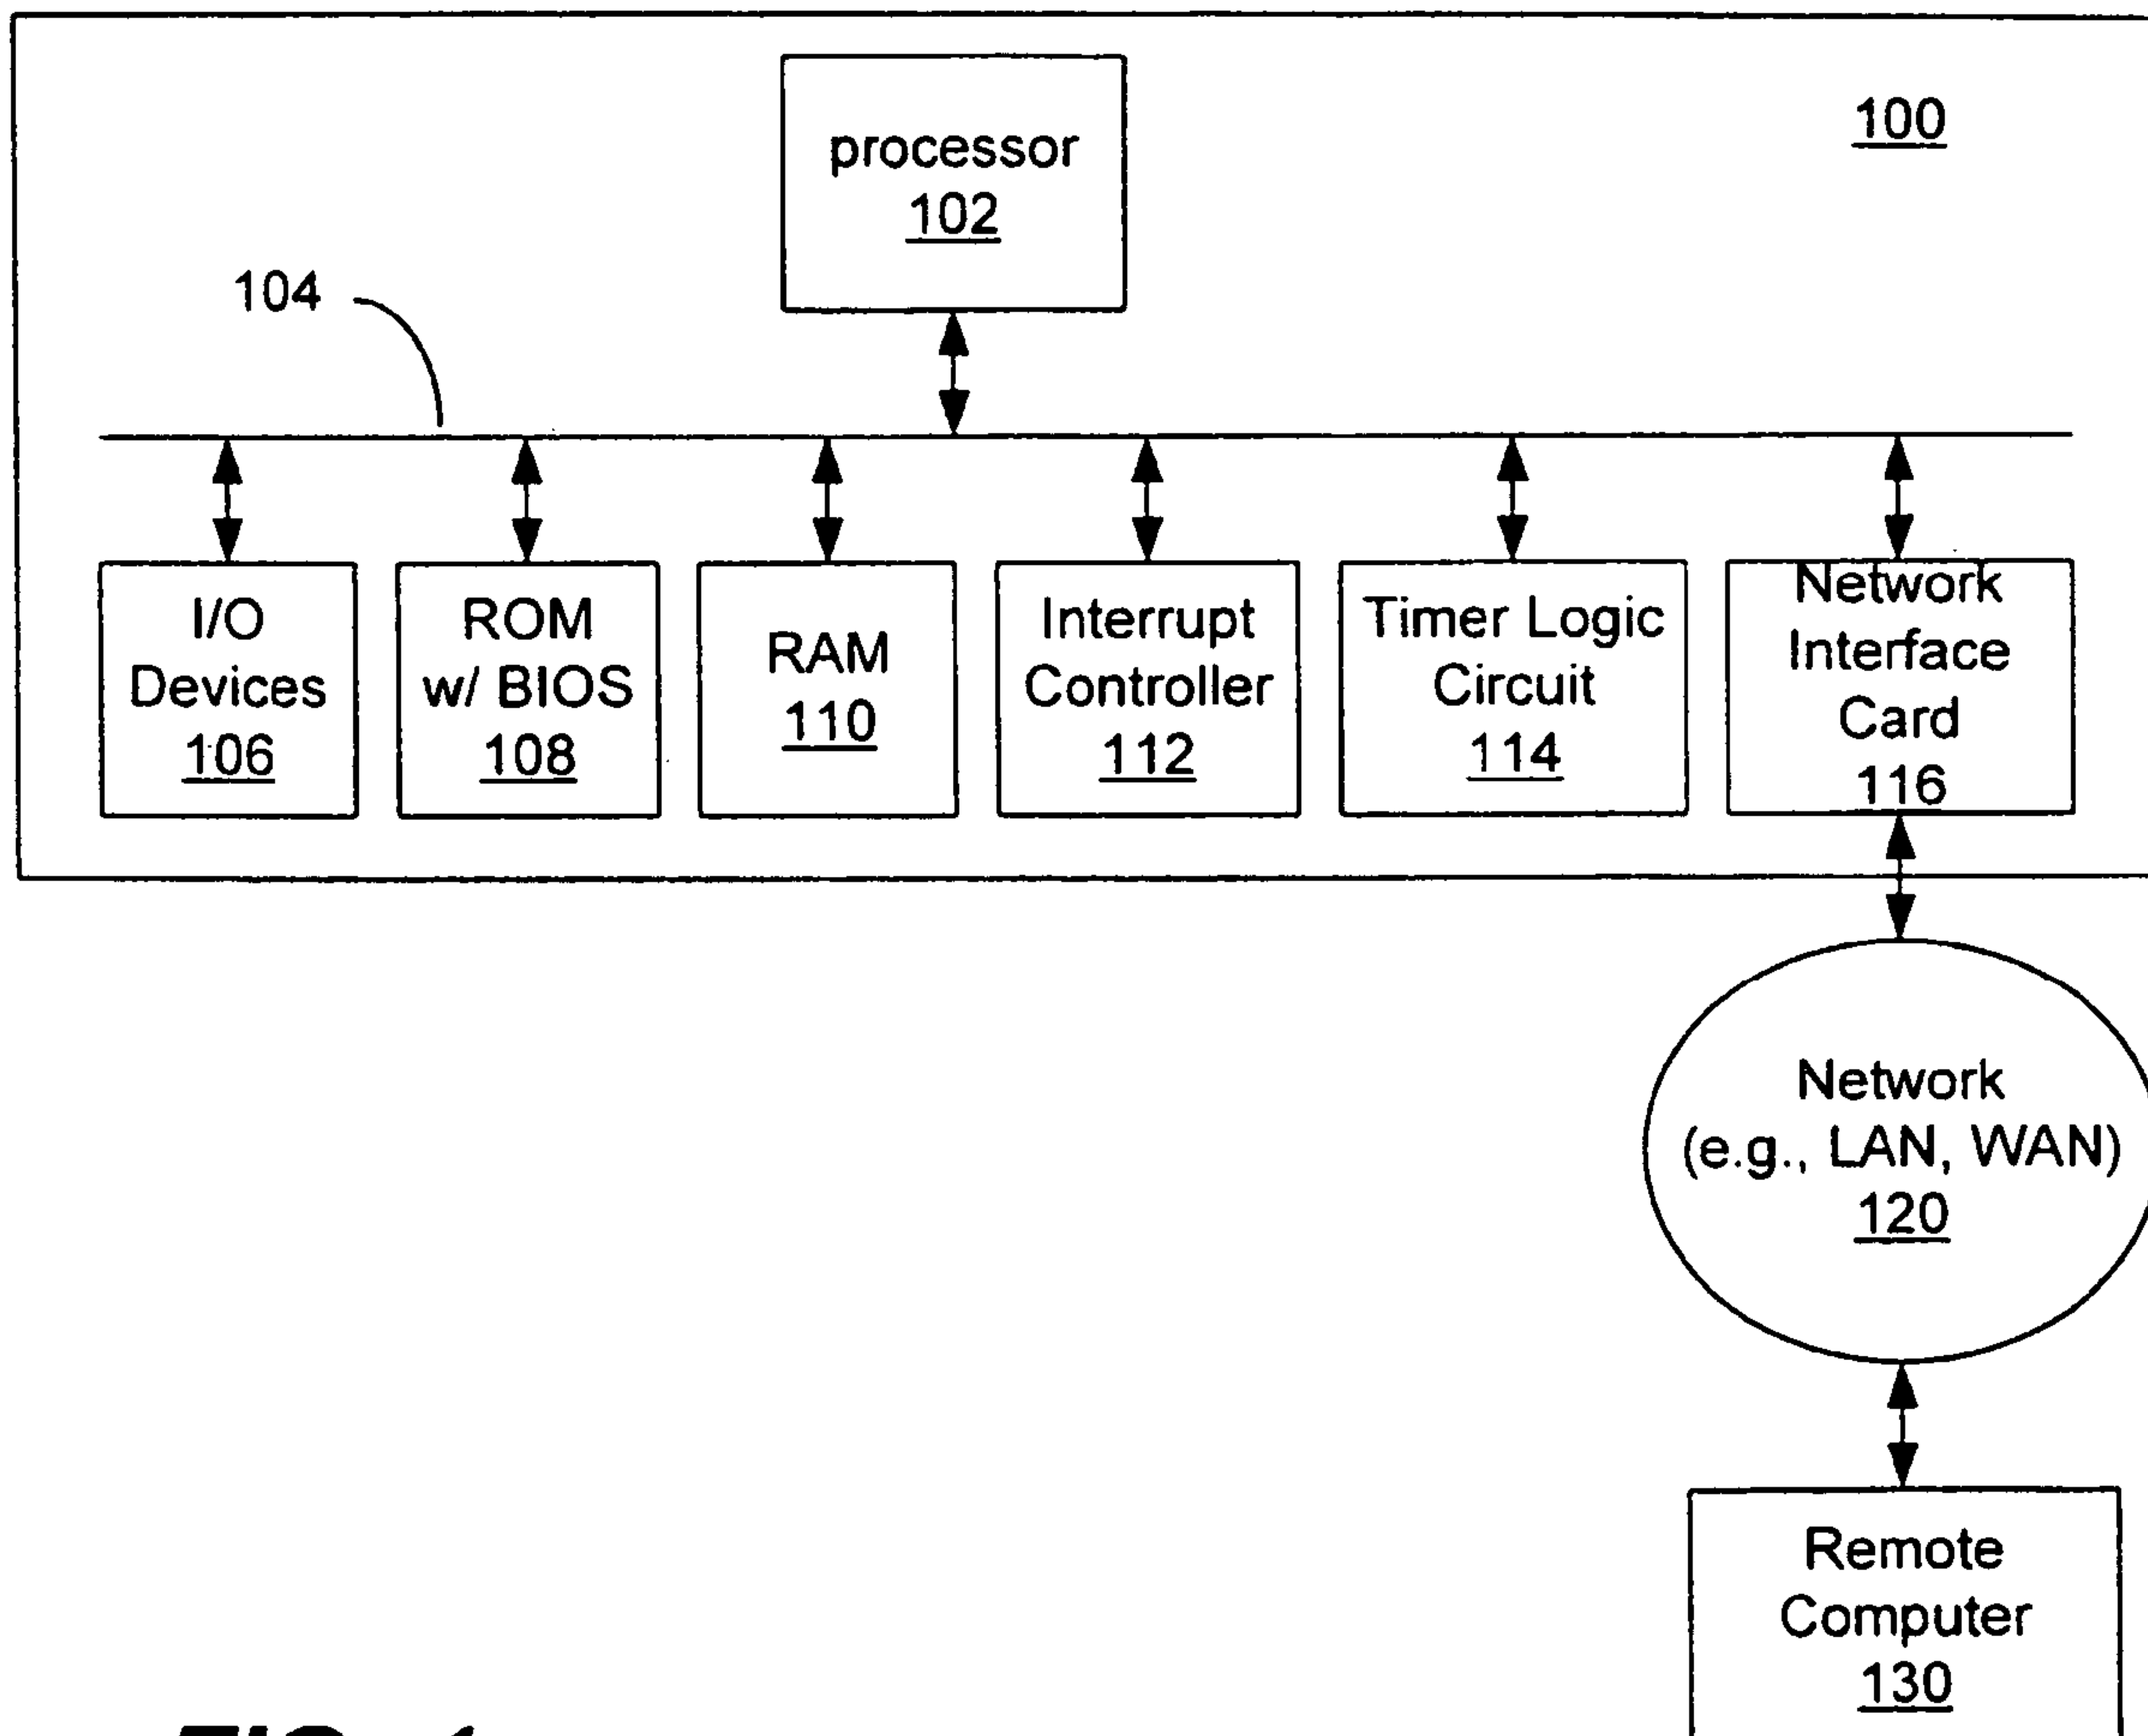 processor
102
100
104
I/O
Devices
106
ROM
w/ BIOS
108
RAM
110
Interrupt
Controller
112
Timer Logic
Circuit
114
Network
Interface
Card
116
Network
(e.g., LAN, WAN)
120
Remote
Computer
130